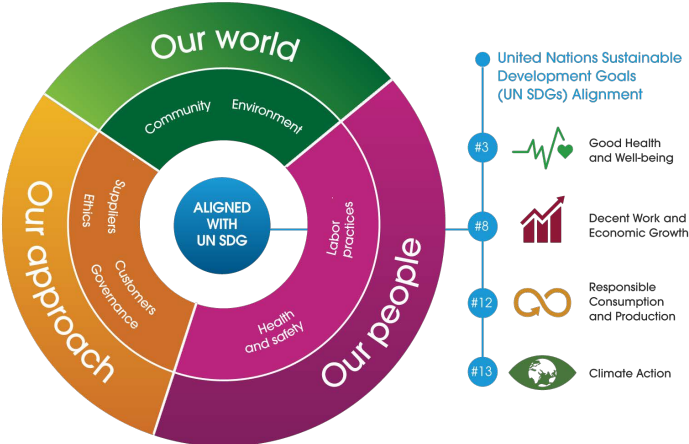 Our world
Community
Environment
Our approach
Suppliers
Ethics
Customers
Governance
Our people
Labor
practices
Health
and safety
ALIGNED
WITH
UN SDG
United Nations Sustainable
Development Goals
(UN SDGs) Alignment
#3
Good Health
and Well-being
#8
Decent Work and
Economic Growth
#12
Responsible
Consumption
and Production
#13
Climate Action